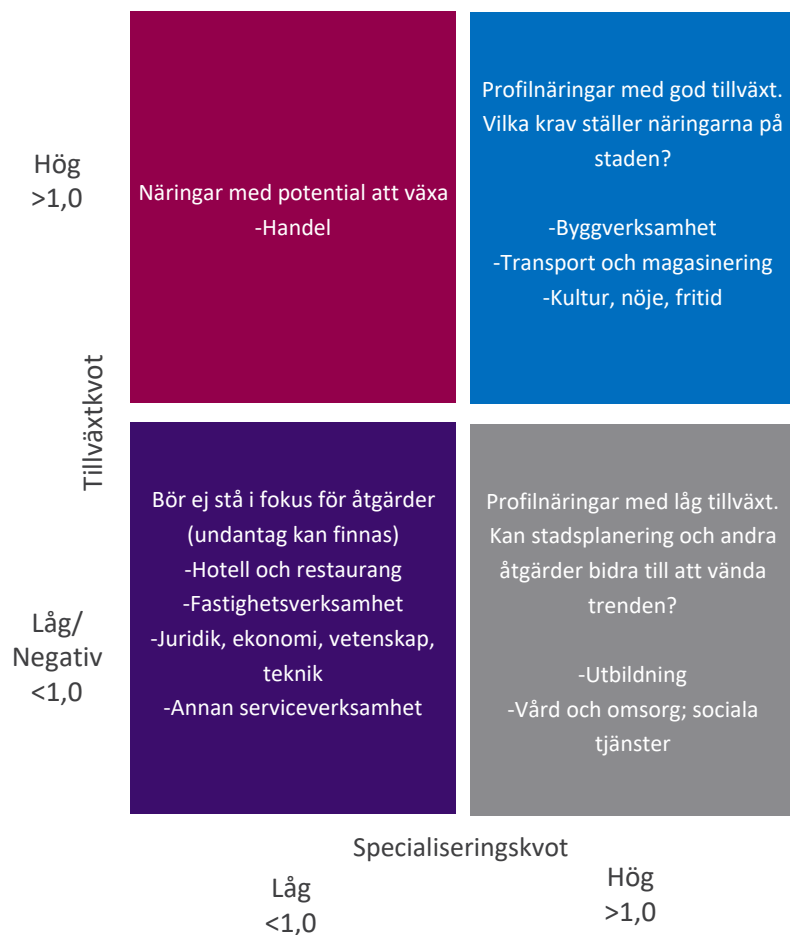 Hög
>1,0
Tillväxtkvot
Låg/
Negativ
<1,0
Näringar med potential att växa
-Handel
Profilnäringar med god tillväxt.
Vilka krav ställer näringarna på
staden?
-Byggverksamhet
-Transport och magasinering
-Kultur, nöje, fritid
Bör ej stå i fokus för åtgärder
(undantag kan finnas)
-Hotell och restaurang
-Fastighetsverksamhet
-Juridik, ekonomi, vetenskap,
teknik
-Annan serviceverksamhet
Profilnäringar med låg tillväxt.
Kan stadsplanering och andra
åtgärder bidra till att vända
trenden?
-Utbildning
-Vård och omsorg; sociala
tjänster
Specialiseringskvot
Låg
<1,0
Hög
>1,0